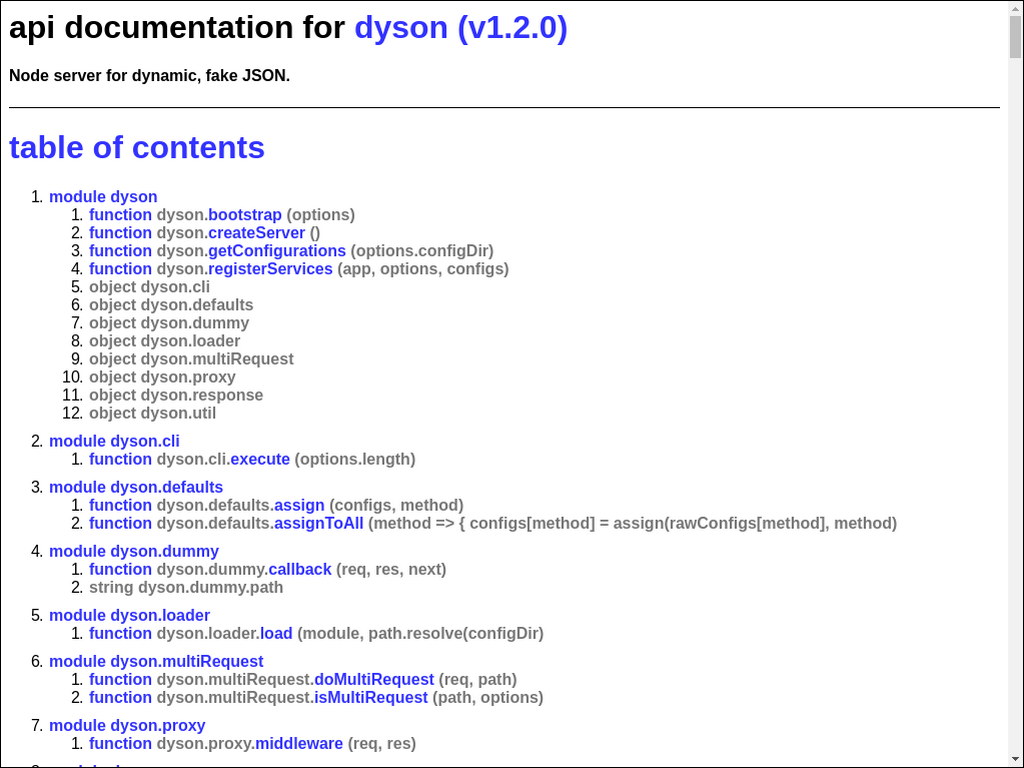 api documentation for dyson (v1.2.0)
Node server for dynamic, fake JSON.
table of contents
1. module dyson
1. function dyson.bootstrap (options)
2. function dyson.createServer ()
3. function dyson.getConfigurations (options.configDir)
4. function dyson.registerServices (app, options, configs)
5. object dyson.cli
6. object dyson.defaults
7. object dyson.dummy
8. object dyson.loader
9. object dyson.multiRequest
10. object dyson.proxy
11. object dyson.response
12. object dyson.util
2. module dyson.cli
1. function dyson.cli.execute (options.length)
3. module dyson.defaults
1. function dyson.defaults.assign (configs, method)
2. function dyson.defaults.assignToAll (method => { configs[method] = assign(rawConfigs[method], method)
4. module dyson.dummy
1. function dyson.dummy.callback (req, res, next)
2. string dyson.dummy.path
5. module dyson.loader
1. function dyson.loader.load (module, path.resolve(configDir)
6. module dyson.multiRequest
1. function dyson.multiRequest.doMultiRequest (req, path)
2. function dyson.multiRequest.isMultiRequest (path, options)
7. module dyson.proxy
1. function dyson.proxy.middleware (req, res)